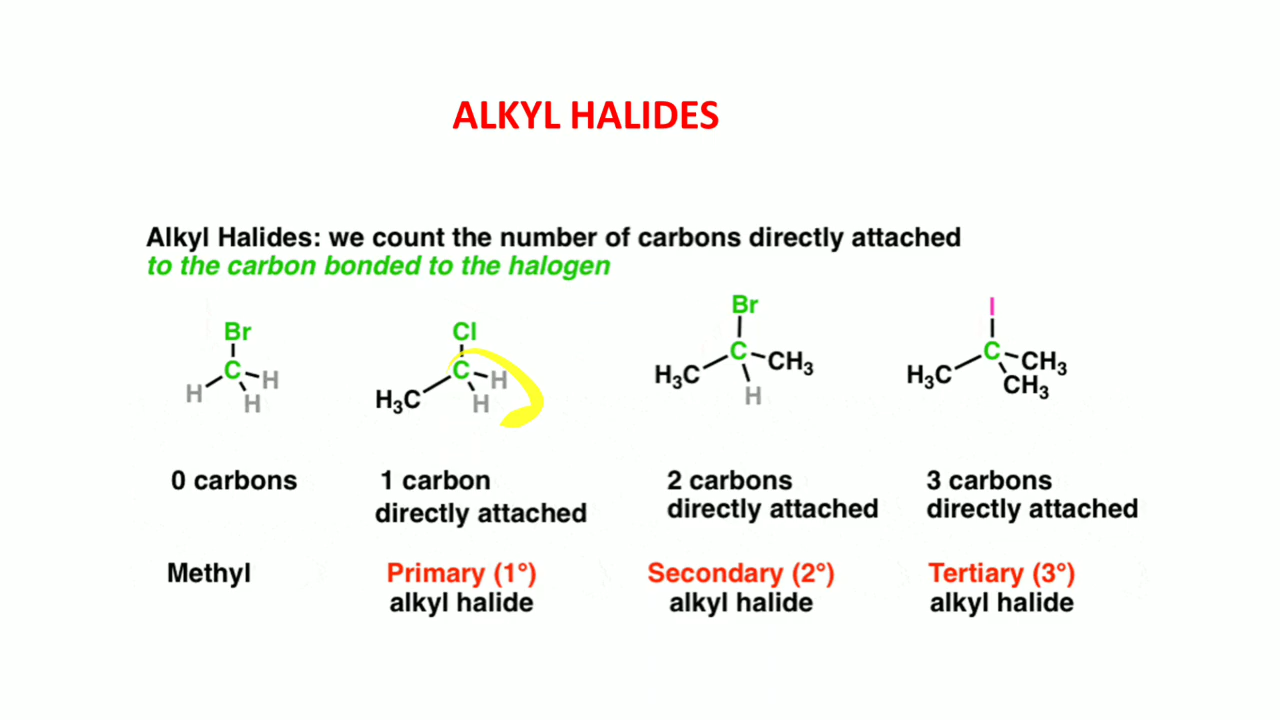 ALKYL HALIDES
Alkyl Halides: we count the number of carbons directly attached
to the carbon bonded to the halogen
Br
C
H
H
H
Cl
C
H
H
H₃C
Br
C
CH₃
H₃C
H
I
C
CH₃
H₃C
CH₃
0 carbons
1 carbon
directly attached
2 carbons
directly attached
3 carbons
directly attached
Methyl
Primary (1°)
alkyl halide
Secondary (2°)
alkyl halide
Tertiary (3°)
alkyl halide